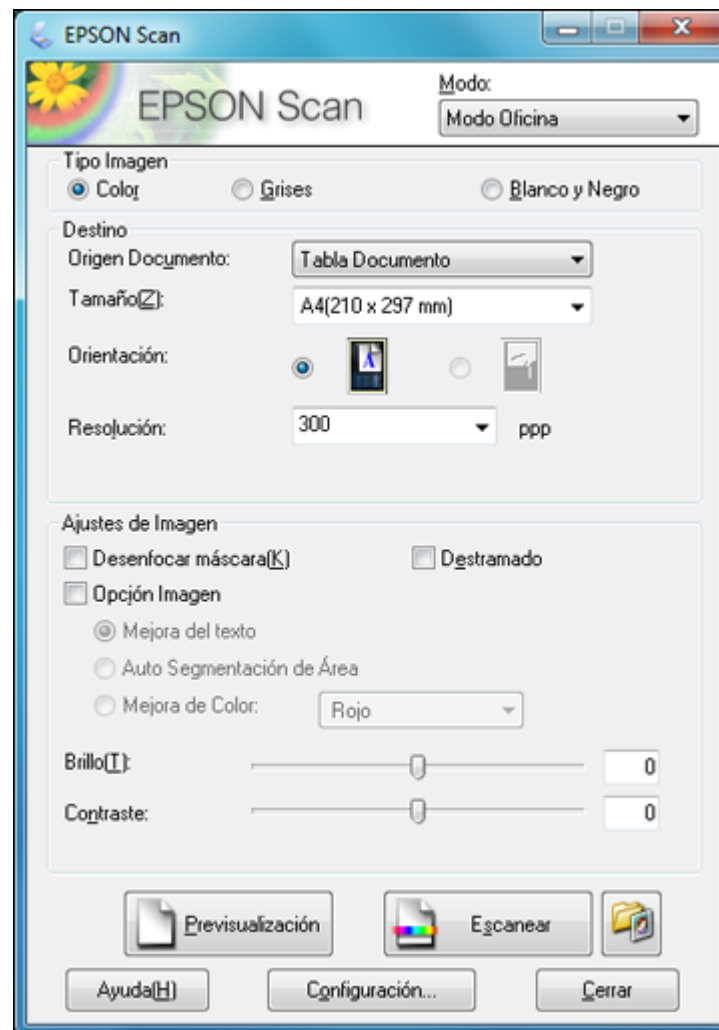 EPSON Scan
EPSON Scan
Modo:
Modo Oficina
Tipo Imagen
Color
Grises
Blanco y Negro
Destino
Origen Documento:
Tabla Documento
Tamaño(Z):
A4(210 x 297 mm)
Orientación:
Resolución:
300
ppp
Ajustes de Imagen
Desenfocar máscara(K)
Destramado
Opción Imagen
Mejora del texto
Auto Segmentación de Área
Mejora de Color:
Rojo
Brillo(T):
0
Contraste:
0
Previsualización
Escanear
Ayuda(H)
Configuración...
Cerrar